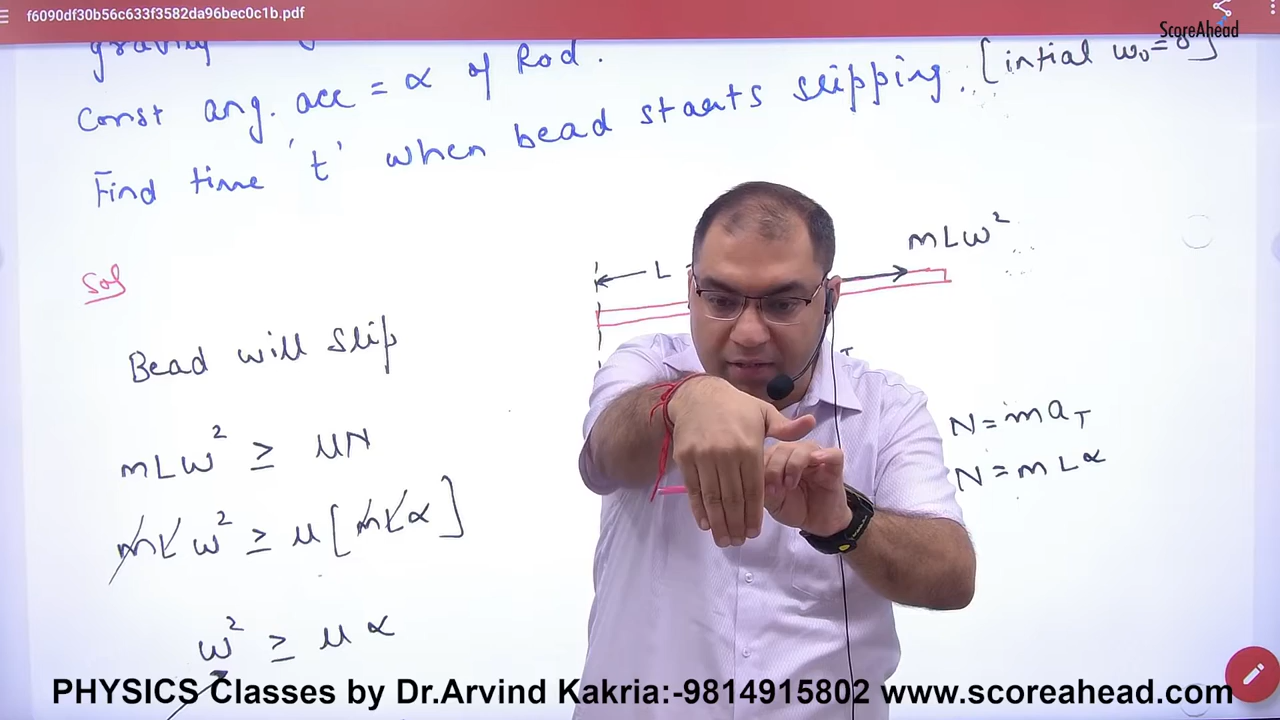 f6090df30b56c633f3582da96bec0c1b.pdf
ScoreAhead
gravity
Const ang. acc = α of Rod.
Find time 't' when bead starts slipping. [intial ω₀=0]
Sol
mLω²
L
Bead will slip
T
mLω² ≥ μN
N = maT
N = mLα
mLω² ≥ μ[mLα]
ω² ≥ μα
PHYSICS Classes by Dr.Arvind Kakria:-9814915802 www.scoreahead.com